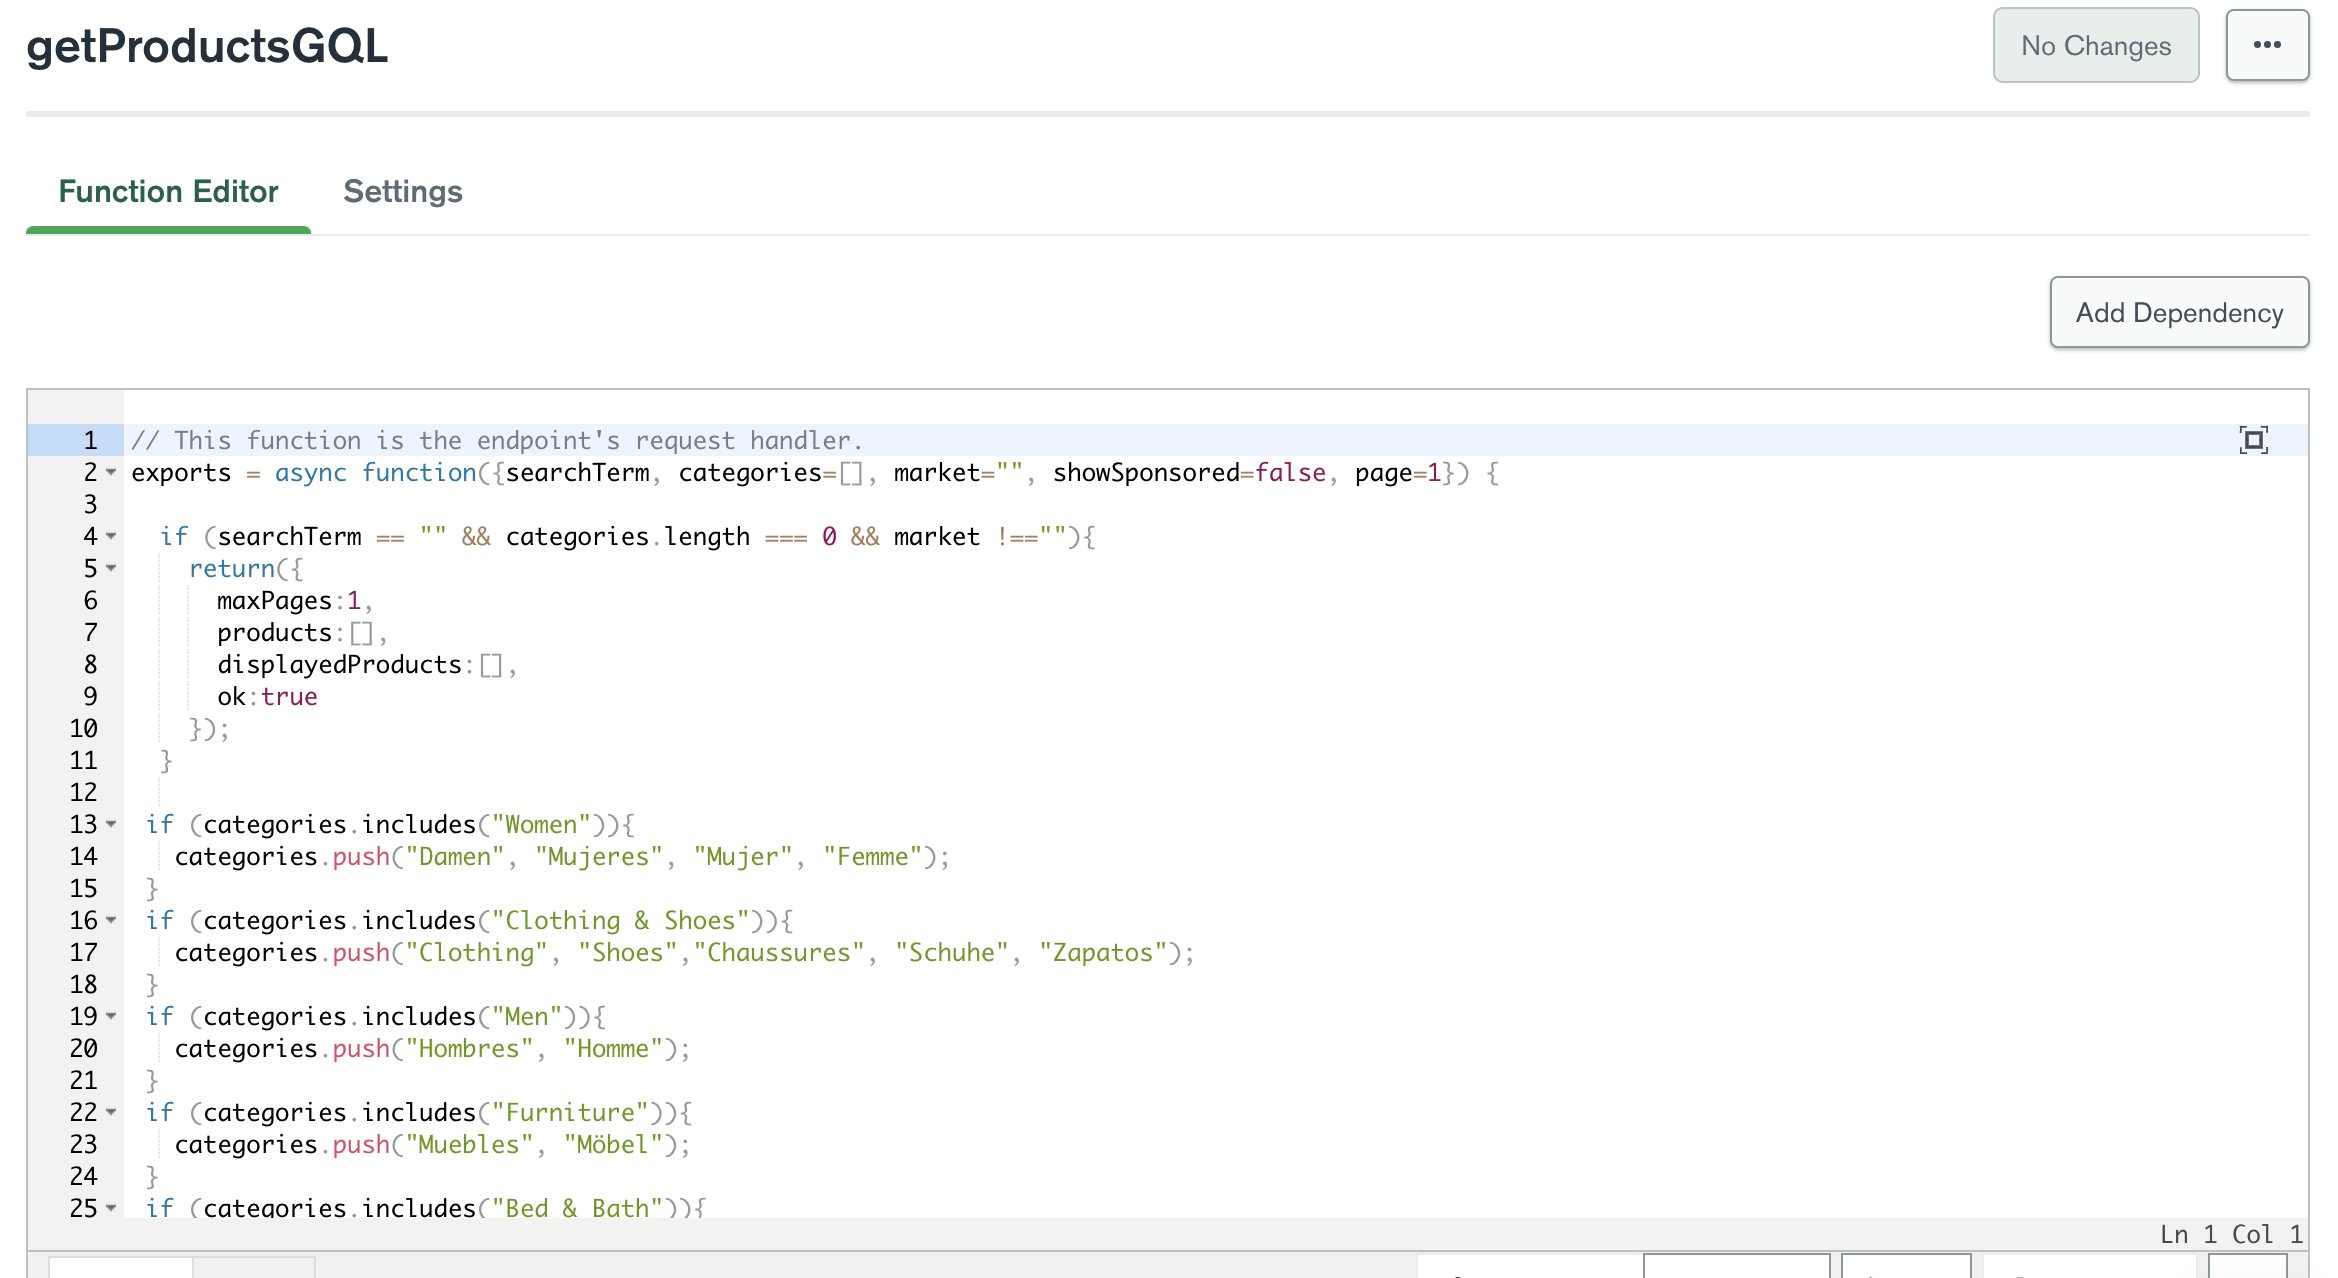 getProductsGQL
No Changes
•••
Function Editor
Settings
Add Dependency
1 // This function is the endpoint's request handler.
2 exports = async function({searchTerm, categories=[], market="", showSponsored=false, page=1}) {
3
4 if (searchTerm == "" && categories.length === 0 && market !==""){
5 return({
6 maxPages:1,
7 products:[],
8 displayedProducts:[],
9 ok:true
10 });
11 }
12
13 if (categories.includes("Women")){
14 categories.push("Damen", "Mujeres", "Mujer", "Femme");
15 }
16 if (categories.includes("Clothing & Shoes")){
17 categories.push("Clothing", "Shoes","Chaussures", "Schuhe", "Zapatos");
18 }
19 if (categories.includes("Men")){
20 categories.push("Hombres", "Homme");
21 }
22 if (categories.includes("Furniture")){
23 categories.push("Muebles", "Möbel");
24 }
25 if (categories.includes("Bed & Bath")){
Ln 1 Col 1